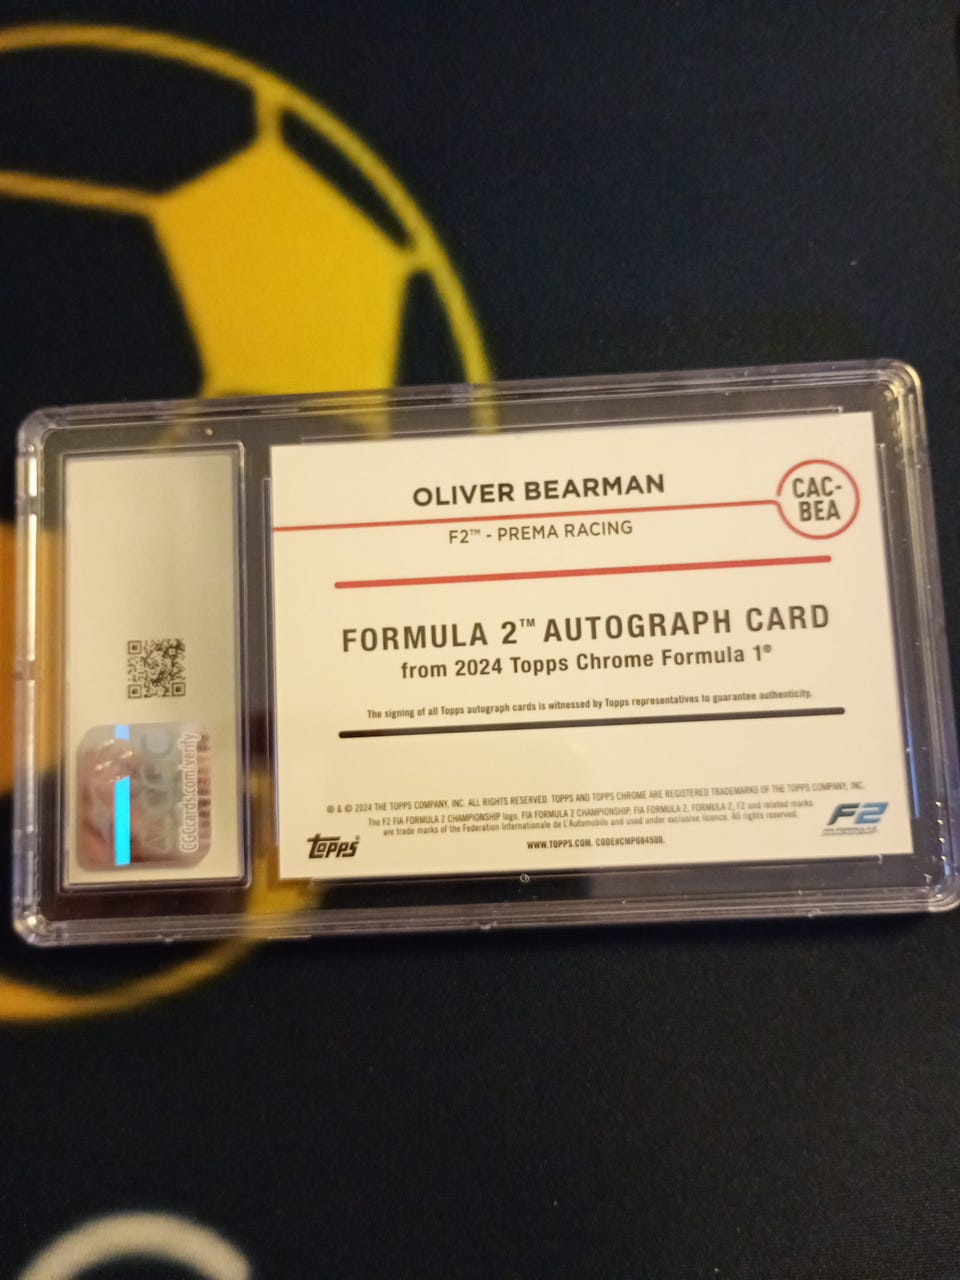 OLIVER BEARMAN
CAC-
BEA
F2™ - PREMA RACING
FORMULA 2™ AUTOGRAPH CARD
from 2024 Topps Chrome Formula 1®
The signing of all Topps autograph cards is witnessed by Topps representatives to guarantee authenticity.
® & © 2024 THE TOPPS COMPANY, INC. ALL RIGHTS RESERVED. TOPPS AND TOPPS CHROME ARE REGISTERED TRADEMARKS OF THE TOPPS COMPANY, INC.
The F2 FIA FORMULA 2 CHAMPIONSHIP logo, FIA FORMULA 2 CHAMPIONSHIP, FIA FORMULA 2, FORMULA 2, F2 and related marks
are trade marks of the Federation Internationale de L'Automobile and used under exclusive licence. All rights reserved.
WWW.TOPPS.COM. CODE#CMP084500.
topps®
F2
FIA FORMULA 2
CHAMPIONSHIP
CGCcards.com/verify